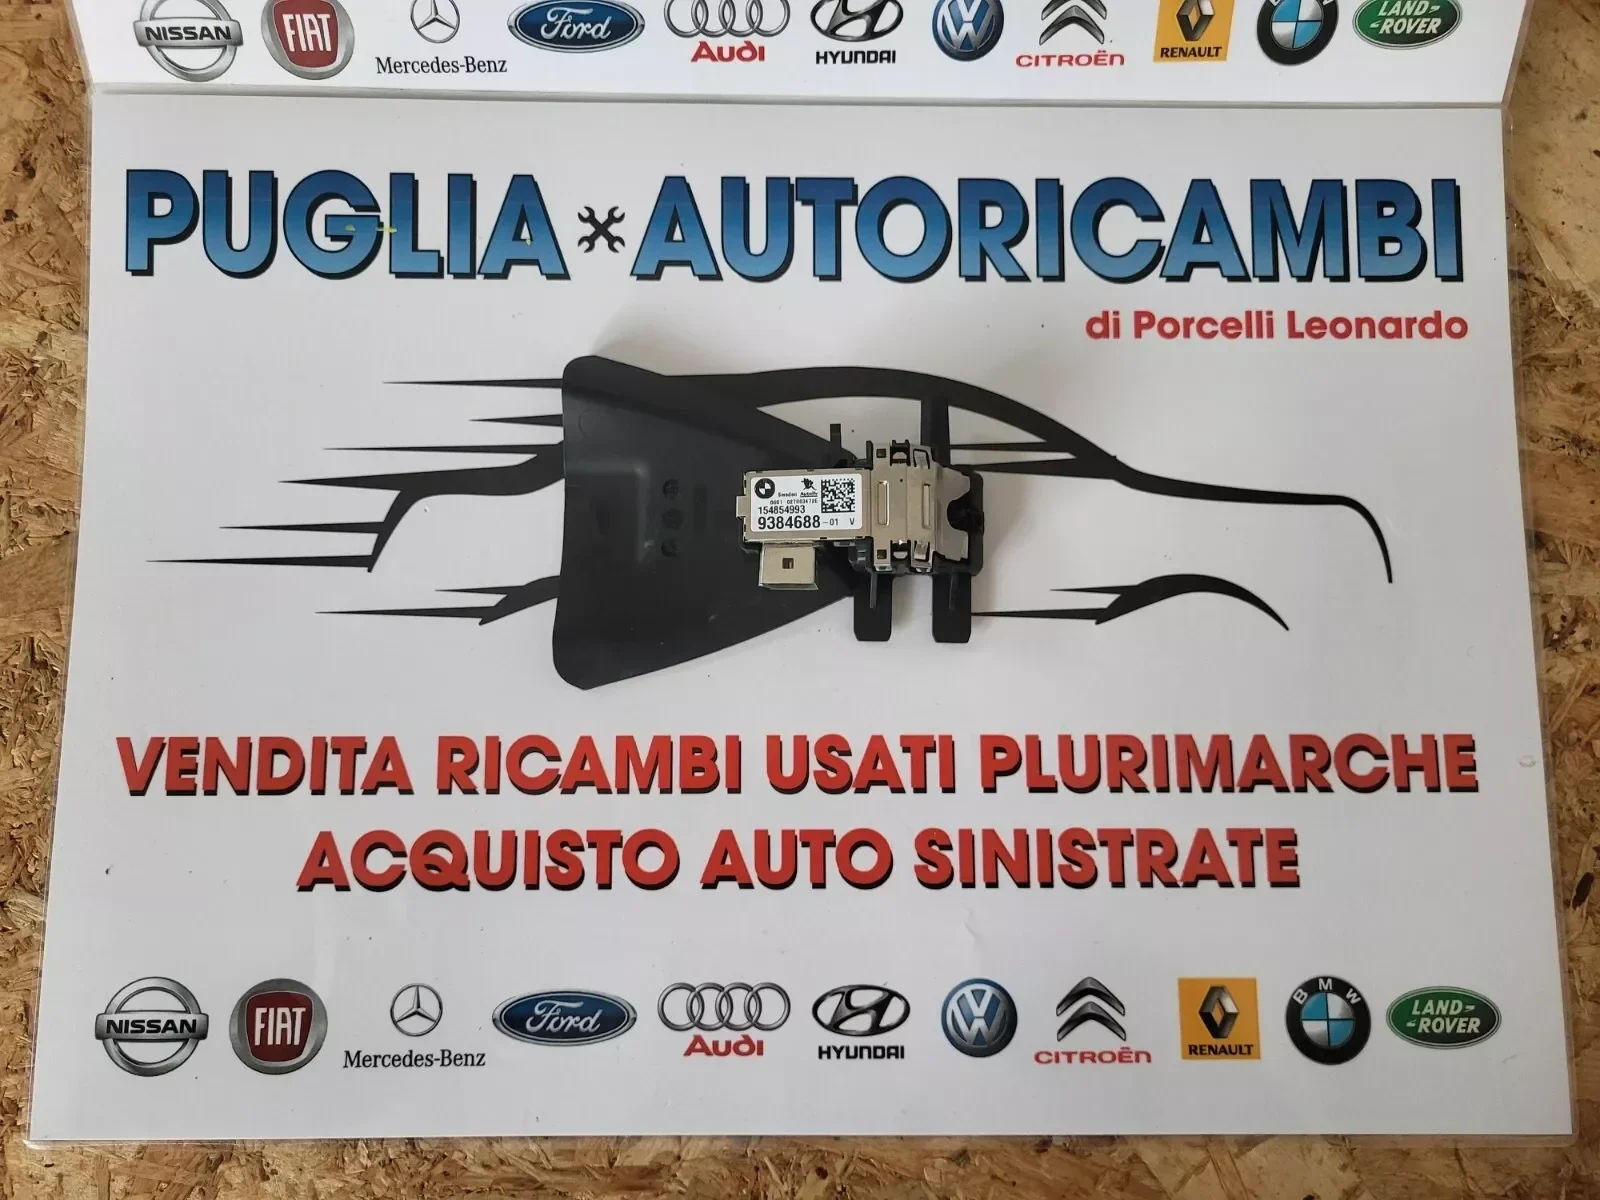 NISSAN FIAT Mercedes-Benz Ford Audi HYUNDAI CITROËN RENAULT LAND ROVER
PUGLIA AUTORICAMBI
di Porcelli Leonardo
Sweden Autoliv
154854993
9384688-01 V
VENDITA RICAMBI USATI PLURIMARCHE
ACQUISTO AUTO SINISTRATE
NISSAN FIAT Mercedes-Benz Ford Audi HYUNDAI CITROËN RENAULT BMW LAND ROVER